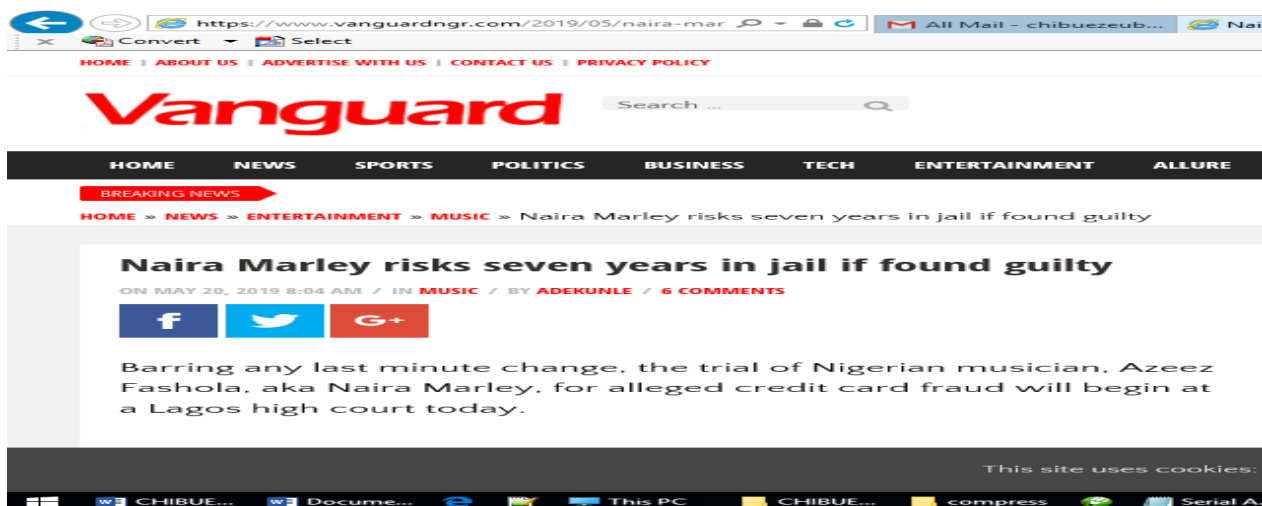 https://www.vanguardngr.com/2019/05/naira-mar
All Mail - chibuezeub...
Nai
Convert Select
HOME | ABOUT US | ADVERTISE WITH US | CONTACT US | PRIVACY POLICY
Vanguard
Search ...
HOME NEWS SPORTS POLITICS BUSINESS TECH ENTERTAINMENT ALLURE
BREAKING NEWS
HOME » NEWS » ENTERTAINMENT » MUSIC » Naira Marley risks seven years in jail if found guilty
Naira Marley risks seven years in jail if found guilty
ON MAY 20, 2019 8:04 AM / IN MUSIC / BY ADEKUNLE / 6 COMMENTS
f G+
Barring any last minute change, the trial of Nigerian musician, Azeez
Fashola, aka Naira Marley, for alleged credit card fraud will begin at
a Lagos high court today.
This site uses cookies:
CHIBUE... Docume... This PC CHIBUE... compress Serial A.